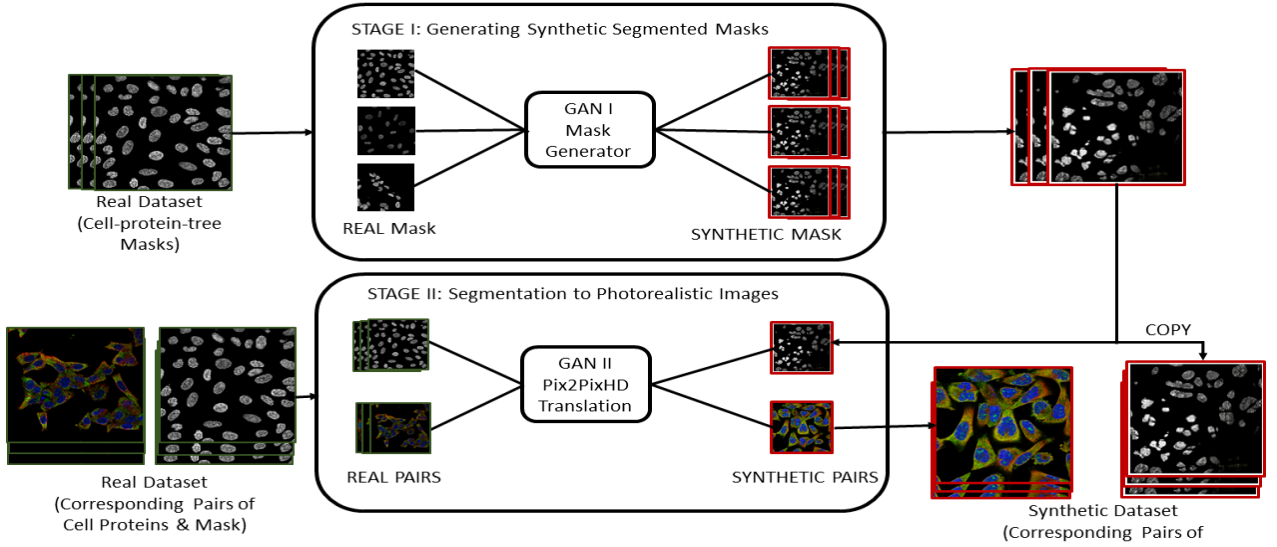 STAGE I: Generating Synthetic Segmented Masks
GAN I
Mask
Generator
REAL Mask
SYNTHETIC MASK
Real Dataset
(Cell-protein-tree
Masks)
STAGE II: Segmentation to Photorealistic Images
GAN II
Pix2PixHD
Translation
REAL PAIRS
SYNTHETIC PAIRS
COPY
Real Dataset
(Corresponding Pairs of
Cell Proteins & Mask)
Synthetic Dataset
(Corresponding Pairs of